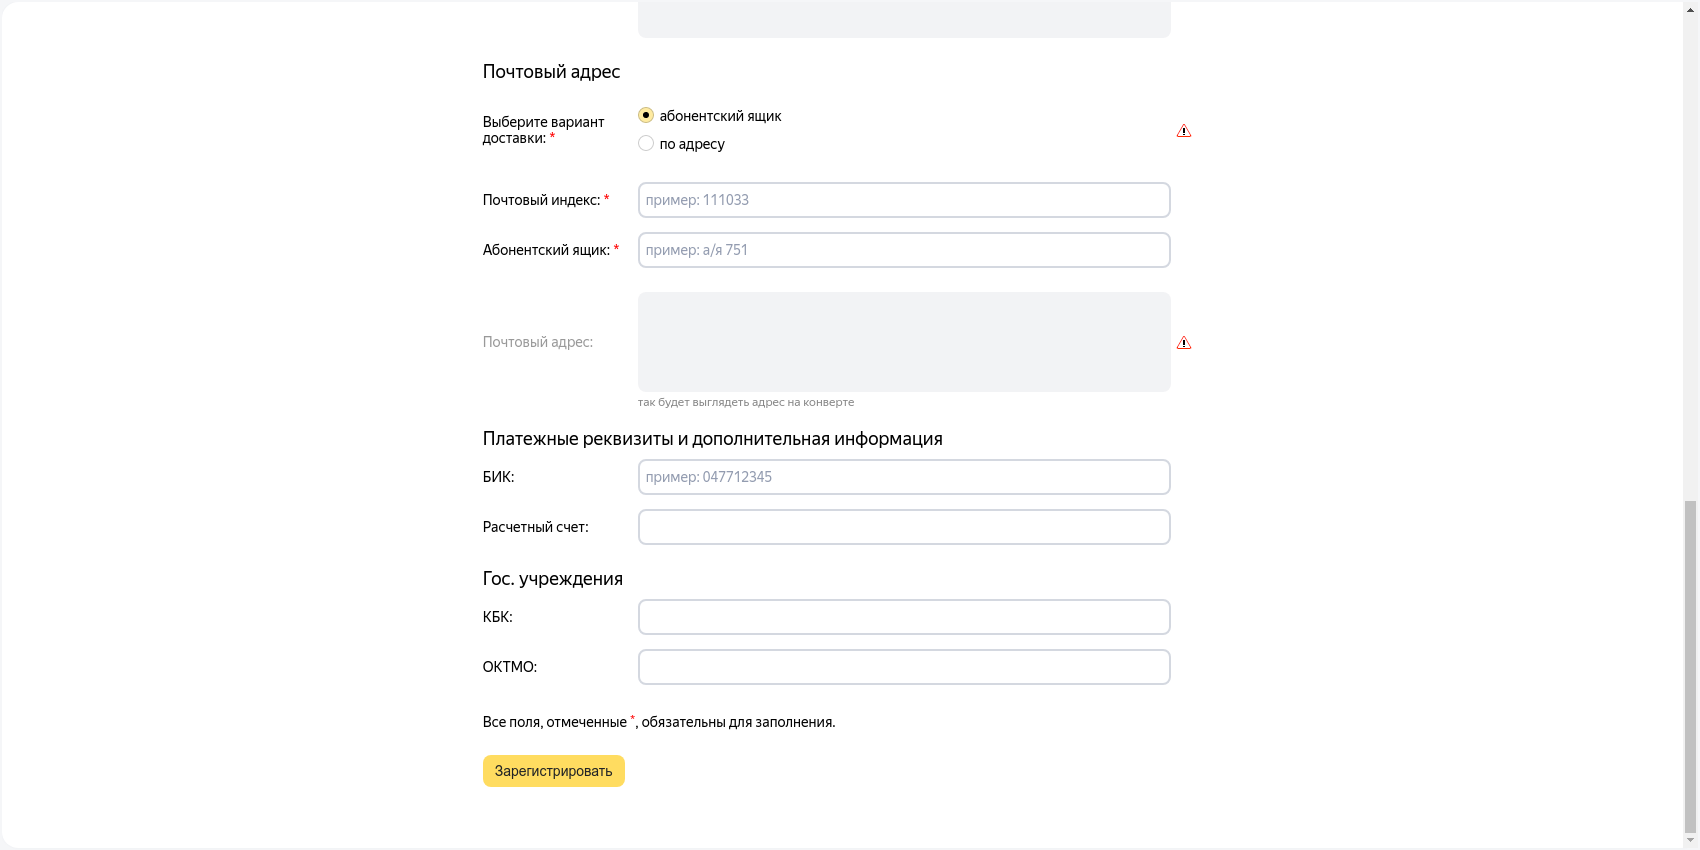 Почтовый адрес
Выберите вариант
доставки: *
абонентский ящик
по адресу
Почтовый индекс: *
пример: 111033
Абонентский ящик: *
пример: а/я 751
Почтовый адрес:
так будет выглядеть адрес на конверте
Платежные реквизиты и дополнительная информация
БИК:
пример: 047712345
Расчетный счет:
Гос. учреждения
КБК:
ОКТМО:
Все поля, отмеченные *, обязательны для заполнения.
Зарегистрировать